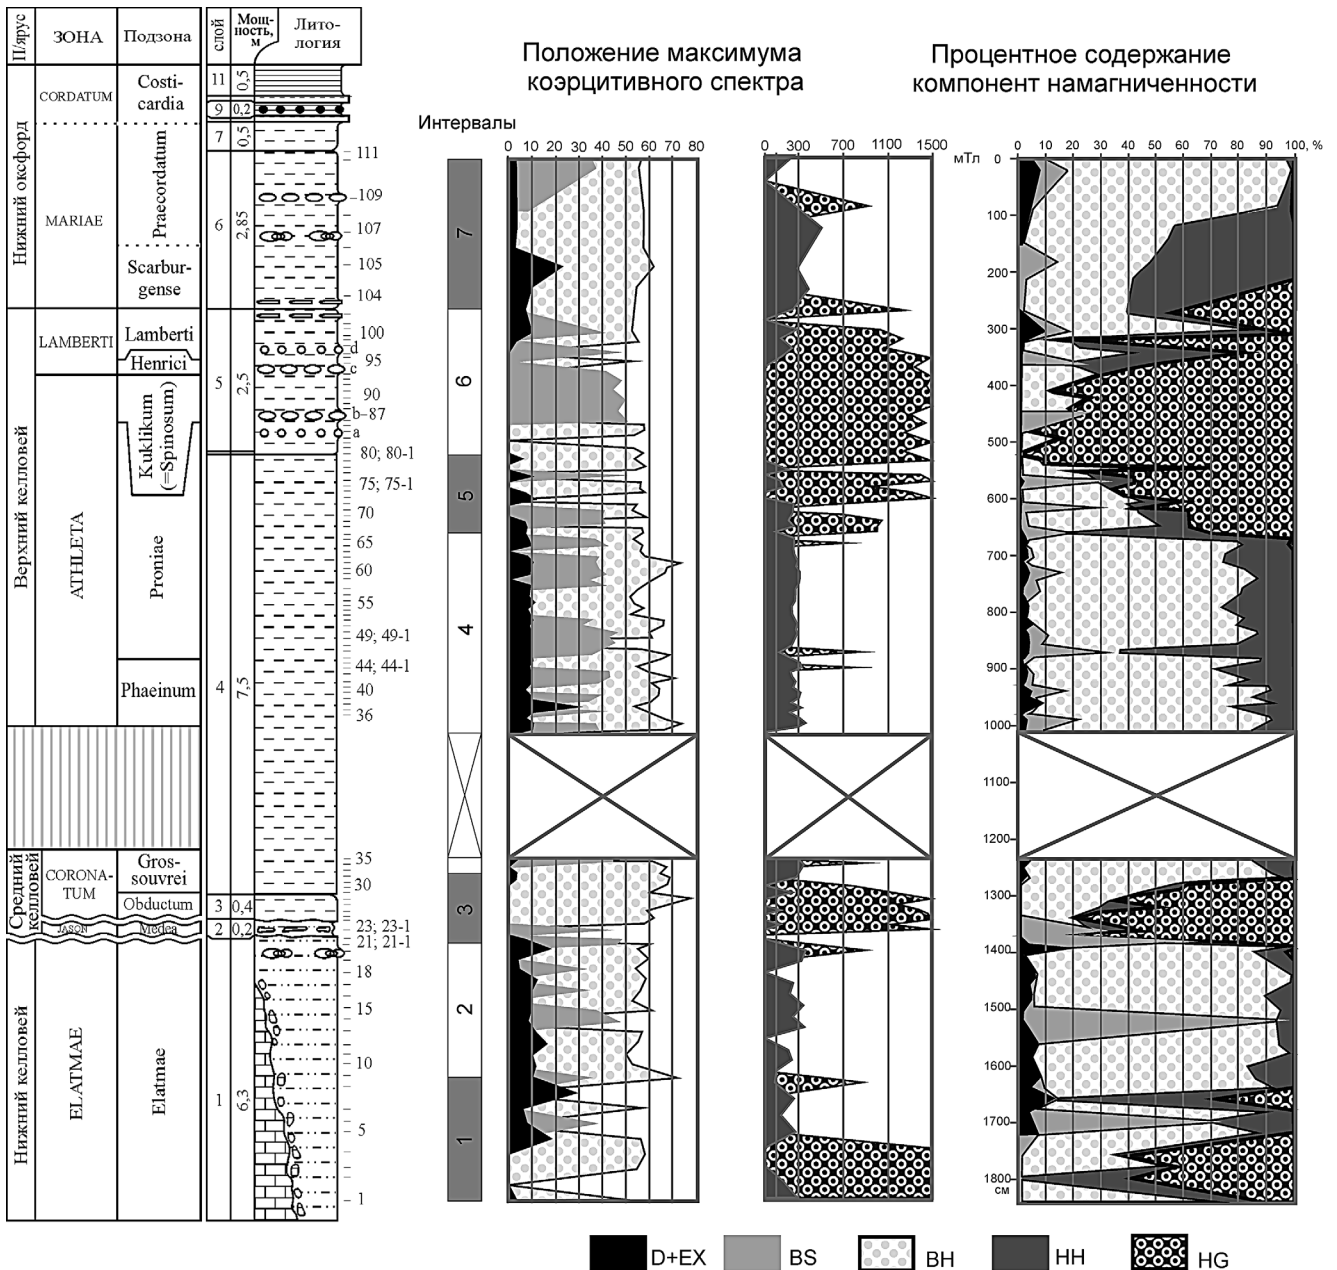 П/ярус
ЗОНА
Подзона
слой
Мощ-
ность,
м
Лито-
логия
Нижний оксфорд
Верхний келловей
Средний
келловей
Нижний келловей
CORDATUM
MARIAE
LAMBERTI
ATHLETA
CORONA-
TUM
JASON
ELATMAE
Costi-
cardia
Praecordatum
Scarbur-
gense
Lamberti
Henrici
Kuklikum
(=Spinosum)
Proniae
Phaeinum
Gros-
souvrei
Obductum
Medea
Elatmae
11
0,5
9
0,2
7
0,5
6
2,85
5
2,5
4
7,5
3
0,4
2
0,2
1
6,3
111
109
107
105
104
100
d
95
c
90
b–87
a
80; 80-1
75; 75-1
70
65
60
55
49; 49-1
44; 44-1
40
36
35
30
23; 23-1
21; 21-1
18
15
10
5
1
Интервалы
7
6
5
4
3
2
1
Положение максимума
коэрцитивного спектра
0 10 20 30 40 50 60 70 80
0 300 700 1100 1500
мТл
Процентное содержание
компонент намагниченности
0 10 20 30 40 50 60 70 80 90 100 %
0
100
200
300
400
500
600
700
800
900
1000
1100
1200
1300
1400
1500
1600
1700
1800
см
D+EX
BS
BH
HH
HG